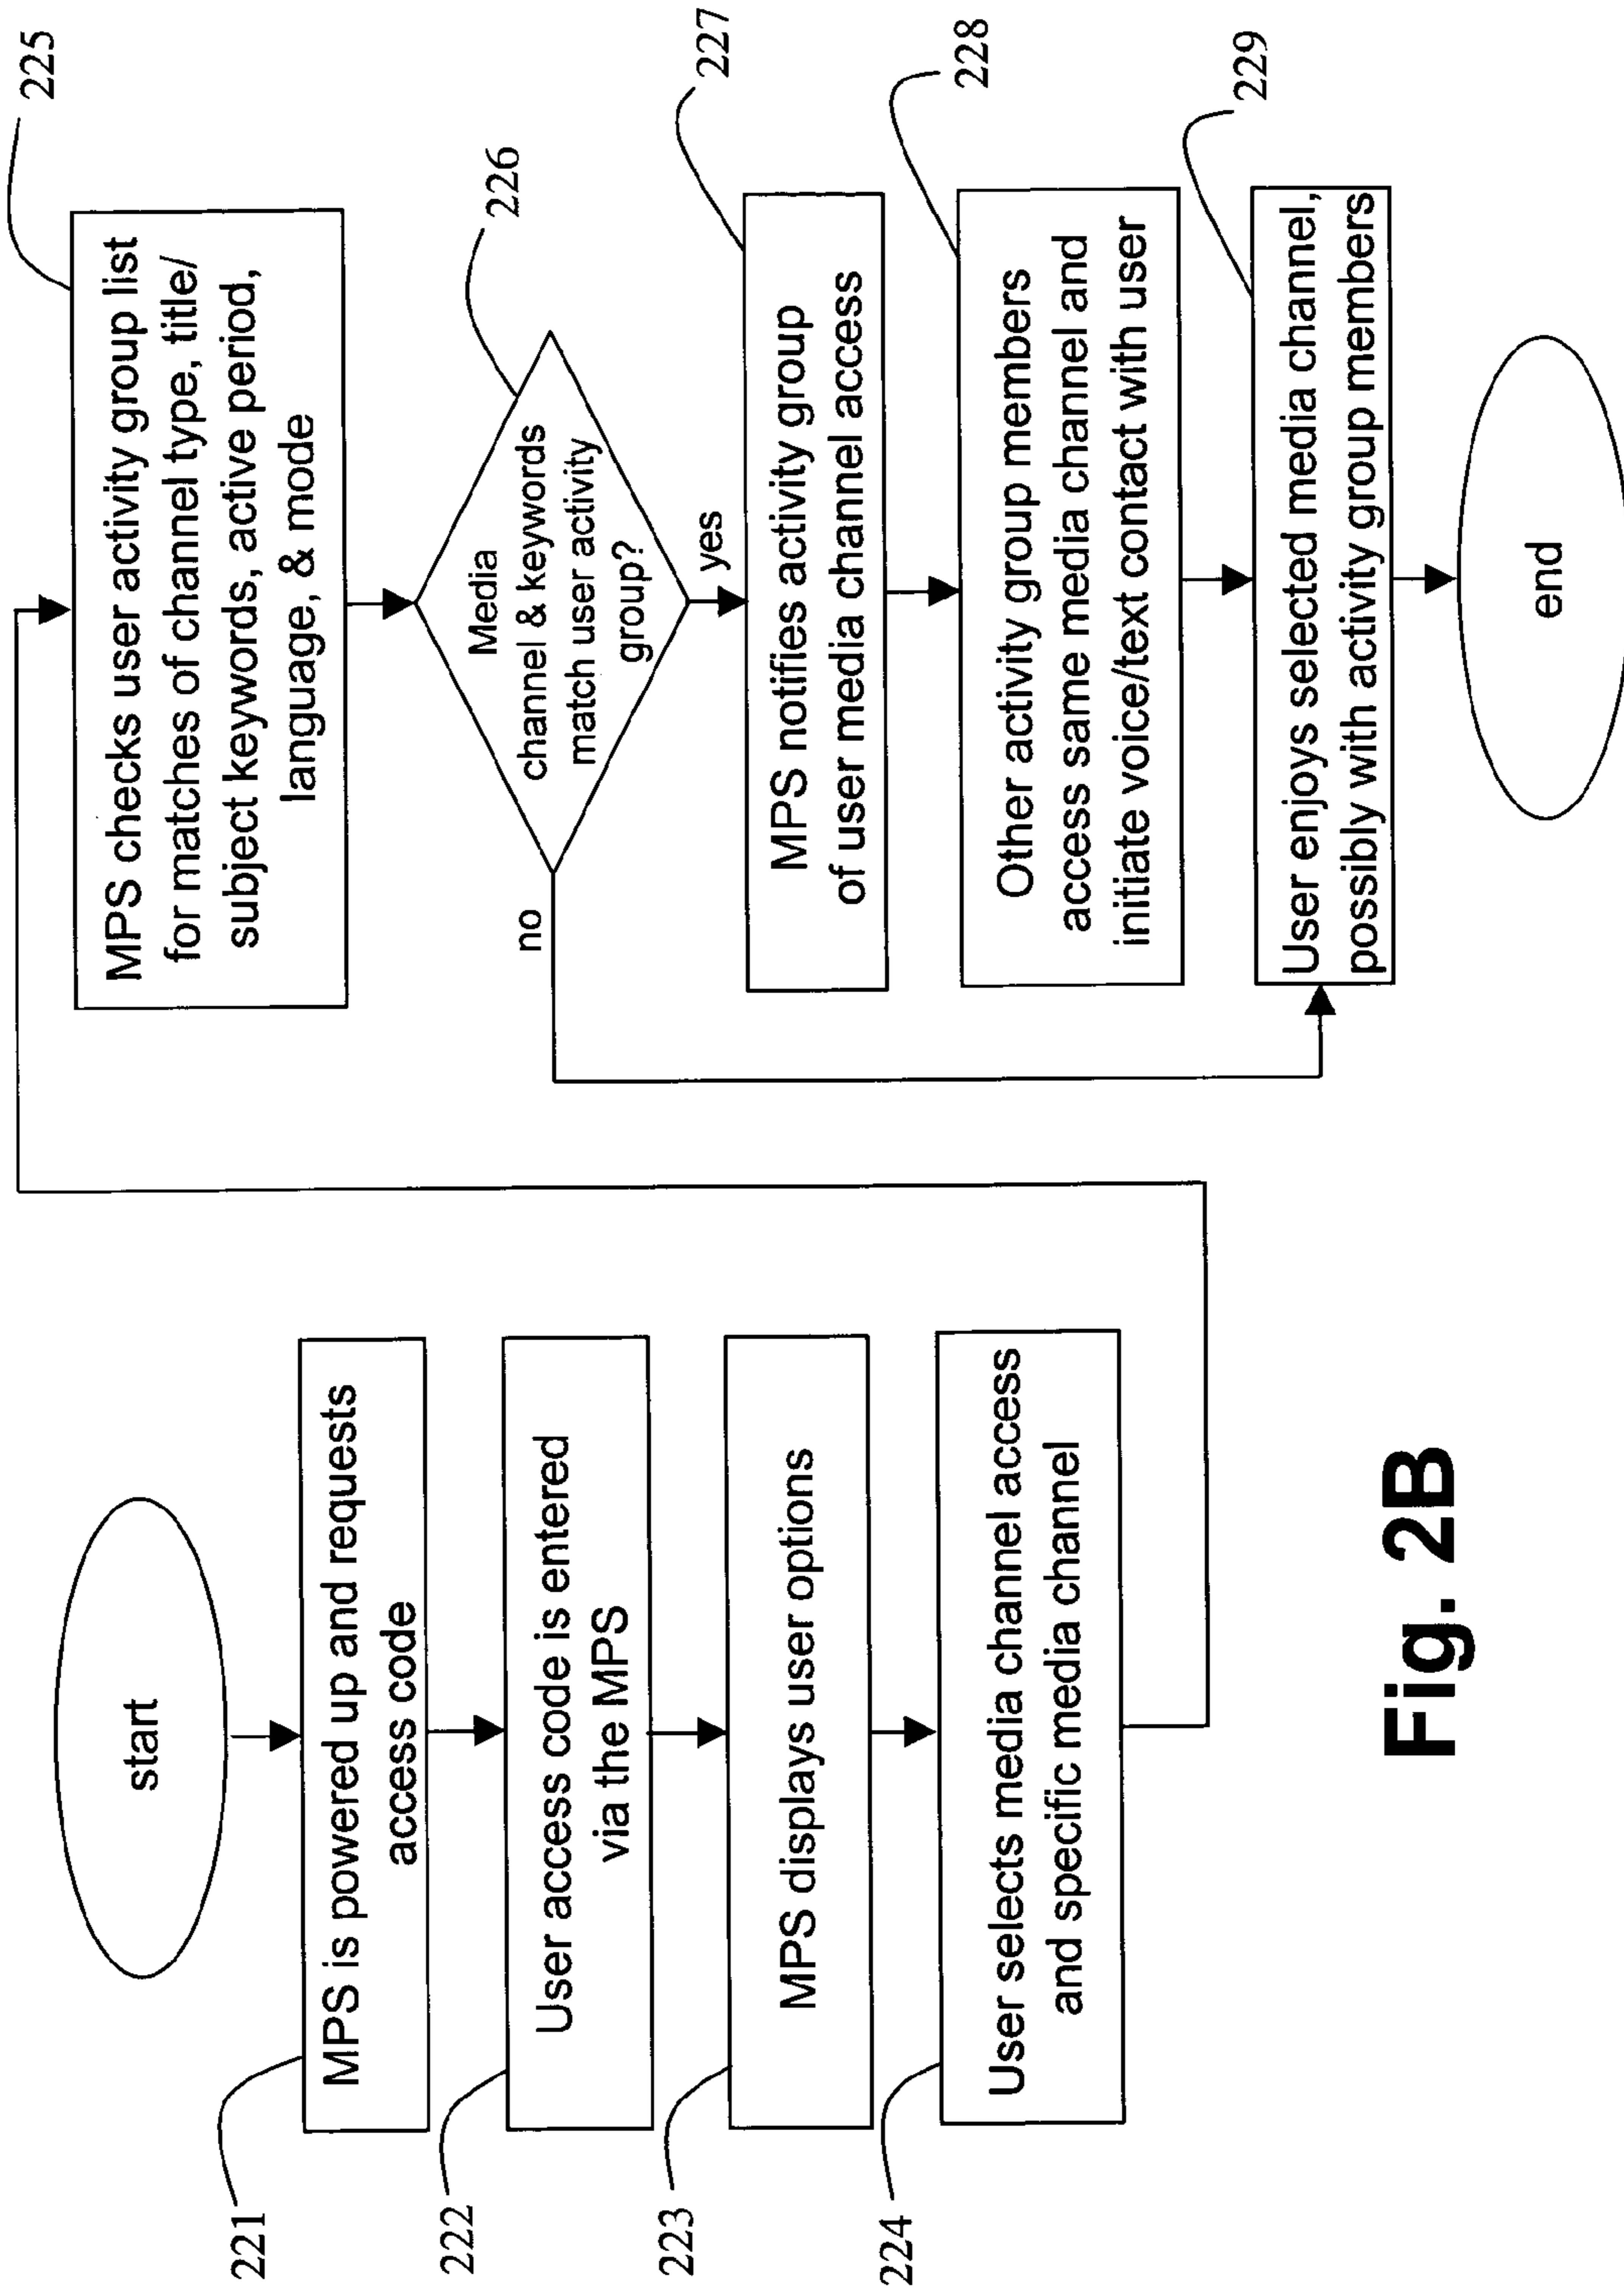 start
221
MPS is powered up and requests
access code
222
User access code is entered
via the MPS
223
MPS displays user options
224
User selects media channel access
and specific media channel
225
MPS checks user activity group list
for matches of channel type, title/
subject keywords, active period,
language, & mode
226
Media
channel & keywords
match user activity
group?
no
yes
227
MPS notifies activity group
of user media channel access
228
Other activity group members
access same media channel and
initiate voice/text contact with user
229
User enjoys selected media channel,
possibly with activity group members
end
Fig. 2B